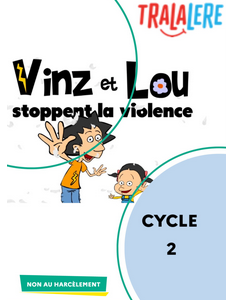 TRALALERE
Vinz et Lou
stoppent la violence
CYCLE
2
NON AU HARCÈLEMENT